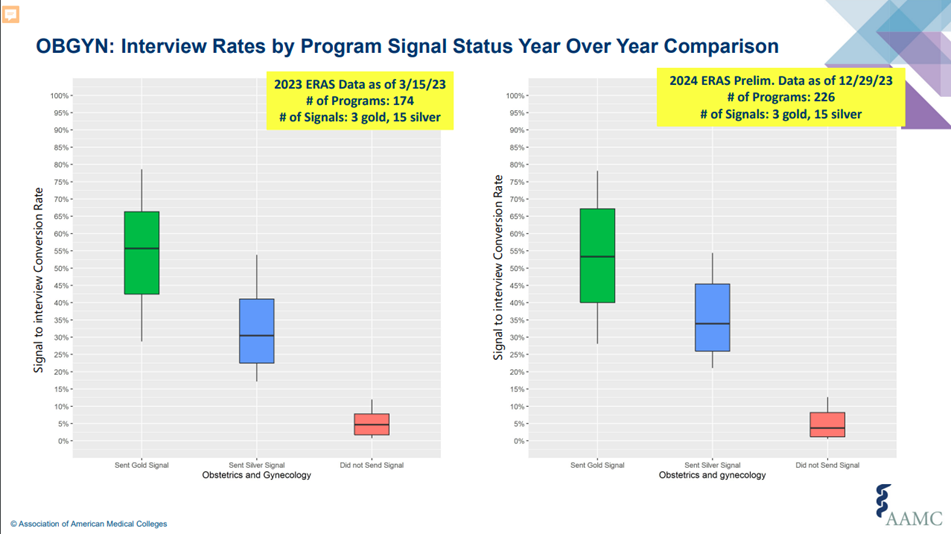 OBGYN: Interview Rates by Program Signal Status Year Over Year Comparison
2023 ERAS Data as of 3/15/23
# of Programs: 174
# of Signals: 3 gold, 15 silver
Signal to interview Conversion Rate
100%
95%
90%
85%
80%
75%
70%
65%
60%
55%
50%
45%
40%
35%
30%
25%
20%
15%
10%
5%
0%
Sent Gold Signal
Sent Silver Signal
Did not Send Signal
Obstetrics and Gynecology
2024 ERAS Prelim. Data as of 12/29/23
# of Programs: 226
# of Signals: 3 gold, 15 silver
Signal to interview Conversion Rate
100%
95%
90%
85%
80%
75%
70%
65%
60%
55%
50%
45%
40%
35%
30%
25%
20%
15%
10%
5%
0%
Sent Gold Signal
Sent Silver Signal
Did not Send Signal
Obstetrics and gynecology
© Association of American Medical Colleges
AAMC